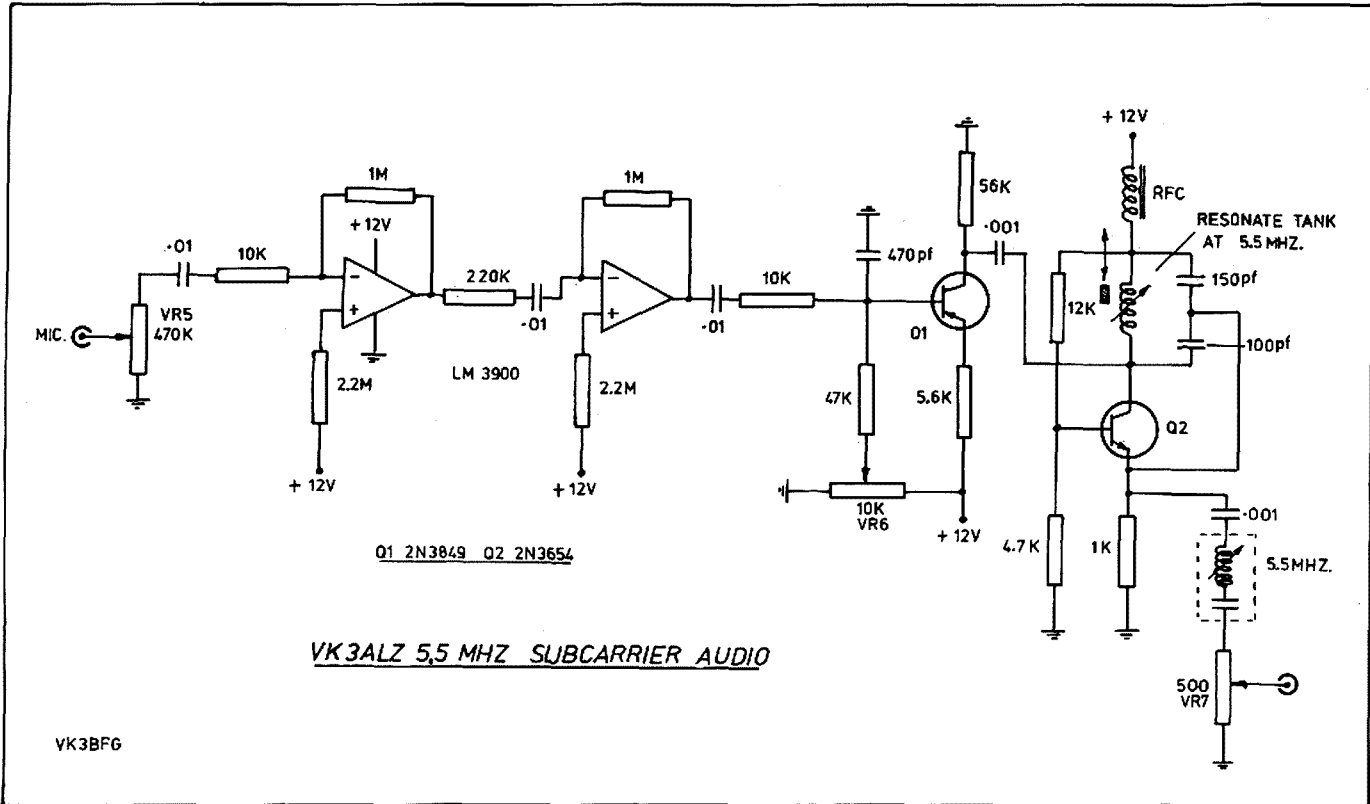 + 12V
RFC
RESONATE TANK
AT 5.5 MHZ.
1M
1M
56K
·001
+12V
·01
10K
220K
·01
470pf
150pf
VR5
470K
MIC.
·01
10K
Q1
12K
100pf
2.2M
LM 3900
2.2M
47K
5.6K
Q2
+ 12V
+12V
10K
VR6
+ 12V
4.7K
1K
·001
5.5MHZ.
Q1 2N3849 Q2 2N3654
VK3ALZ 5,5 MHZ SUBCARRIER AUDIO
500
VR7
VK3BFG